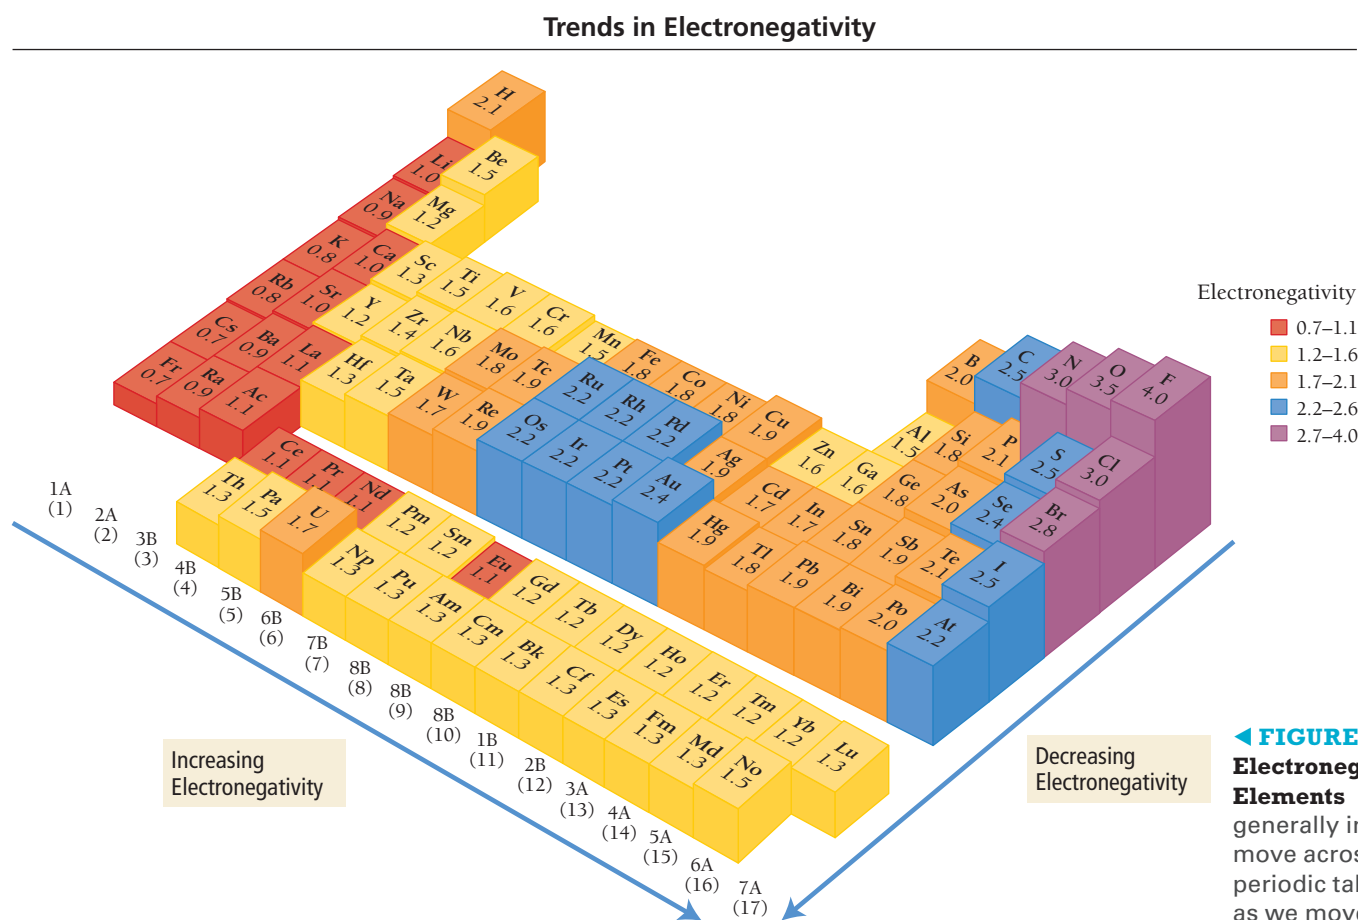 Trends in Electronegativity
H
2.1
Li
1.0
Be
1.5
Na
0.9
Mg
1.2
K
0.8
Ca
1.0
Sc
1.3
Ti
1.5
V
1.6
Cr
1.6
Mn
1.5
Fe
1.8
Co
1.8
Ni
1.8
Cu
1.9
Zn
1.6
Ga
1.6
Ge
1.8
As
2.0
Se
2.4
Br
2.8
Rb
0.8
Sr
1.0
Y
1.2
Zr
1.4
Nb
1.6
Mo
1.8
Tc
1.9
Ru
2.2
Rh
2.2
Pd
2.2
Ag
1.9
Cd
1.7
In
1.7
Sn
1.8
Sb
1.9
Te
2.1
I
2.5
Cs
0.7
Ba
0.9
La
1.1
Hf
1.3
Ta
1.5
W
1.7
Re
1.9
Os
2.2
Ir
2.2
Pt
2.2
Au
2.4
Hg
1.9
Tl
1.8
Pb
1.9
Bi
1.9
Po
2.0
At
2.2
Fr
0.7
Ra
0.9
Ac
1.1
B
2.0
C
2.5
N
3.0
O
3.5
F
4.0
Al
1.5
Si
1.8
P
2.1
S
2.5
Cl
3.0
Ce
1.1
Pr
1.1
Nd
1.1
Pm
1.2
Sm
1.2
Eu
1.1
Gd
1.2
Tb
1.2
Dy
1.2
Ho
1.2
Er
1.2
Tm
1.2
Yb
1.2
Lu
1.3
Th
1.3
Pa
1.5
U
1.7
Np
1.3
Pu
1.3
Am
1.3
Cm
1.3
Bk
1.3
Cf
1.3
Es
1.3
Fm
1.3
Md
1.3
No
1.5
Electronegativity
0.7–1.1
1.2–1.6
1.7–2.1
2.2–2.6
2.7–4.0
1A
(1)
2A
(2)
3B
(3)
4B
(4)
5B
(5)
6B
(6)
7B
(7)
8B
(8)
8B
(9)
8B
(10)
1B
(11)
2B
(12)
3A
(13)
4A
(14)
5A
(15)
6A
(16)
7A
(17)
Increasing
Electronegativity
Decreasing
Electronegativity
◀ FIGURE
Electroneg
Elements
generally in
move acros
periodic tal
as we move